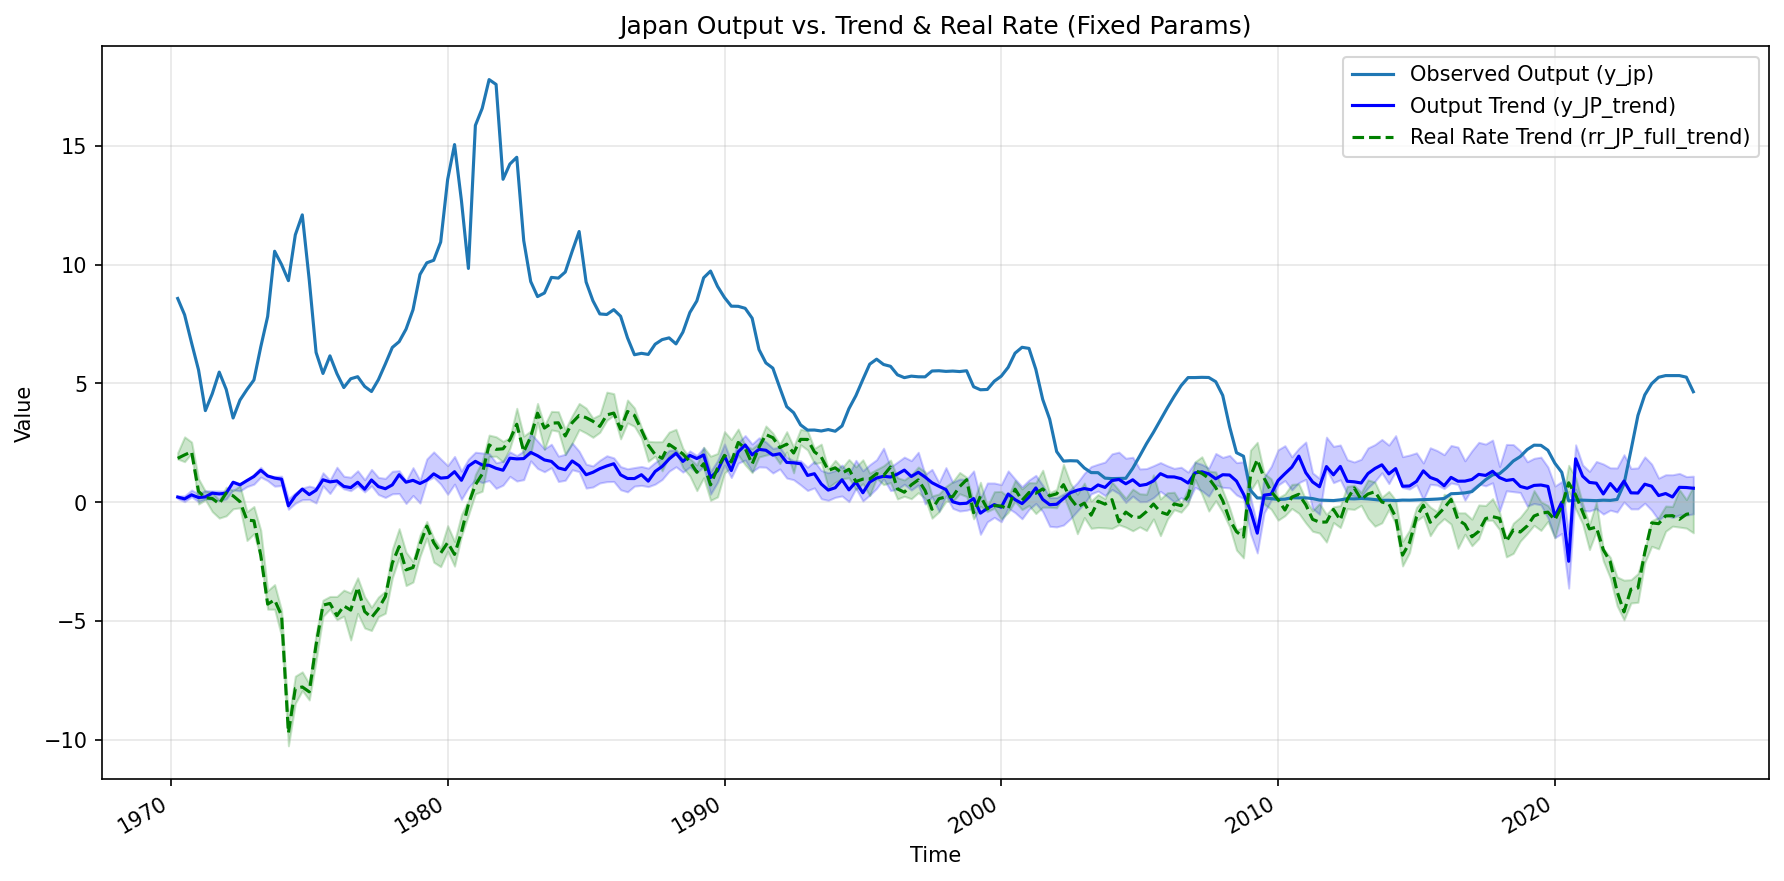 Japan Output vs. Trend & Real Rate (Fixed Params)
Observed Output (y_jp)
Output Trend (y_JP_trend)
Real Rate Trend (rr_JP_full_trend)
Value
15
10
5
0
−5
−10
1970
1980
1990
2000
2010
2020
Time